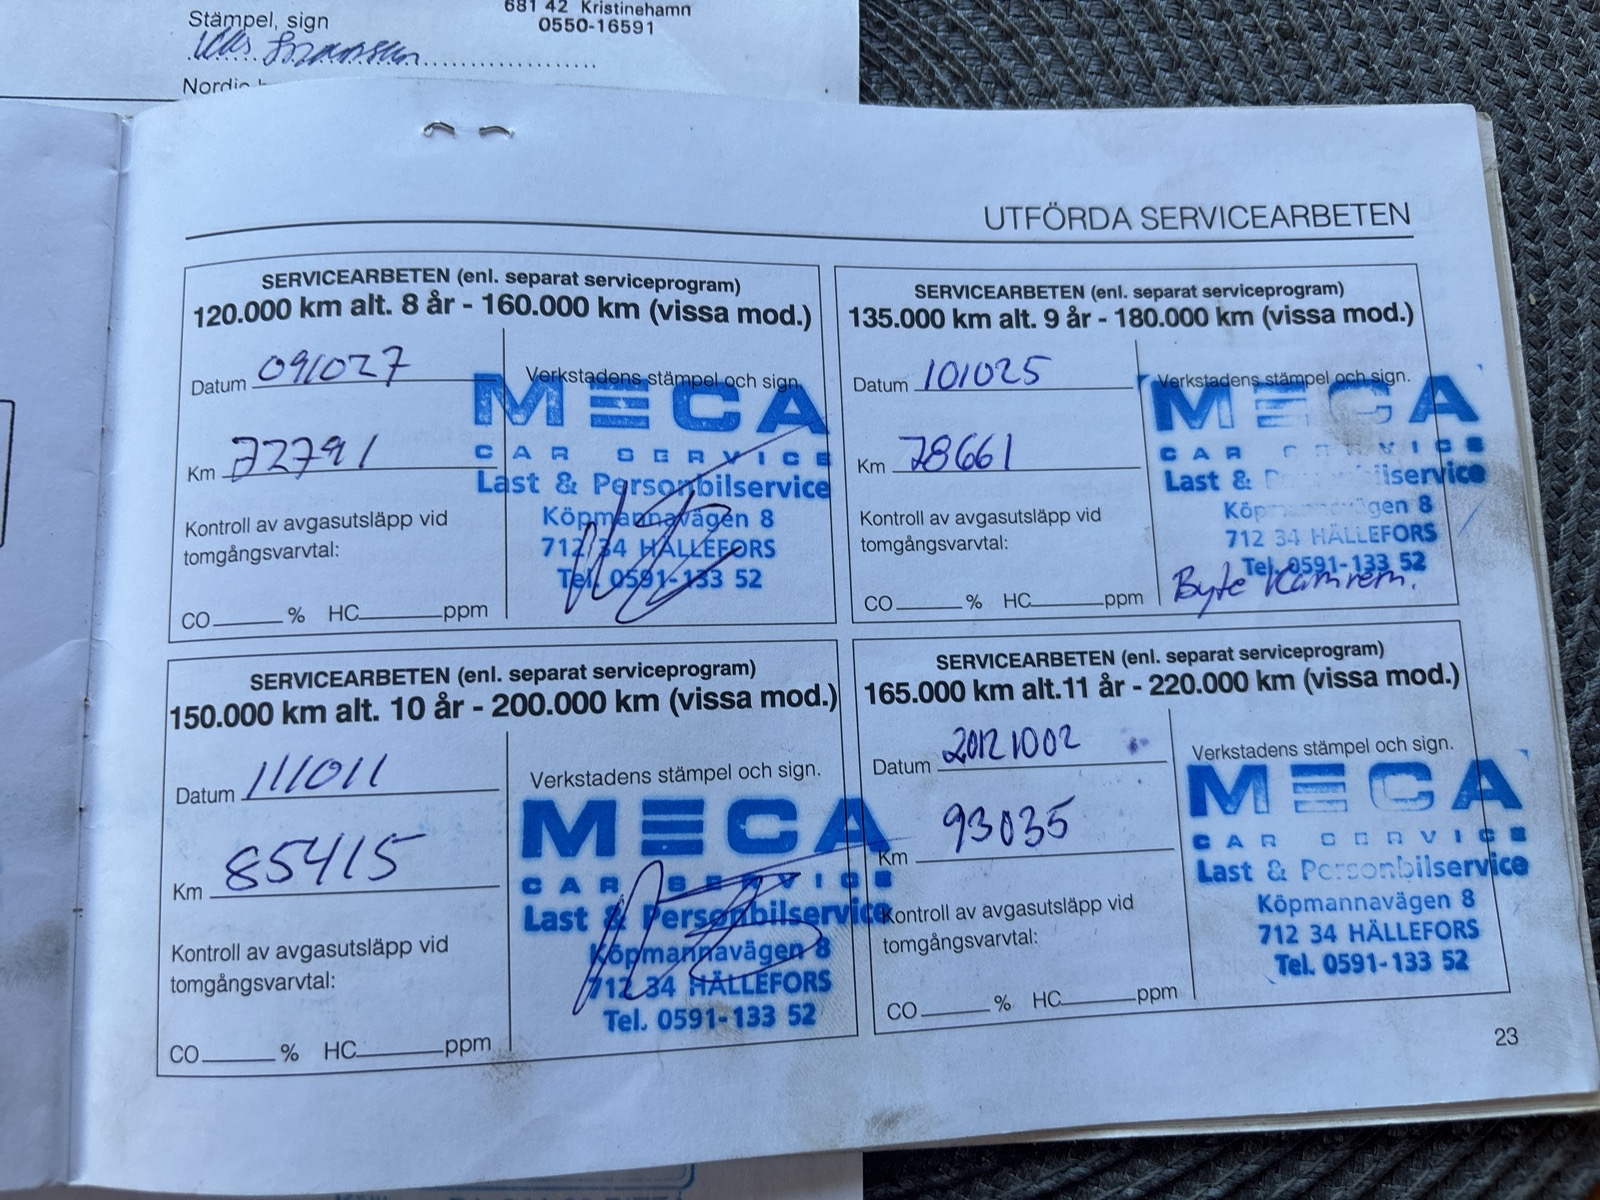 681 42 Kristinehamn
0550-16591
Stämpel, sign
UTFÖRDA SERVICEARBETEN
SERVICEARBETEN (enl. separat serviceprogram)
120.000 km alt. 8 år - 160.000 km (vissa mod.)
Datum 091027
Verkstadens stämpel och sign.
MECA
CAR SERVICE
Last & Personbilservice
Köpmannavägen 8
712 34 HÄLLEFORS
Tel. 0591-133 52
Km 72791
Kontroll av avgasutsläpp vid
tomgångsvarvtal:
CO % HC ppm
SERVICEARBETEN (enl. separat serviceprogram)
135.000 km alt. 9 år - 180.000 km (vissa mod.)
Datum 101025
Verkstadens stämpel och sign.
MECA
CAR SERVICE
Last & Personbilservice
Köpmannavägen 8
712 34 HÄLLEFORS
Tel. 0591-133 52
Byte Kamrem.
Km 78661
Kontroll av avgasutsläpp vid
tomgångsvarvtal:
CO % HC ppm
SERVICEARBETEN (enl. separat serviceprogram)
150.000 km alt. 10 år - 200.000 km (vissa mod.)
Datum 111011
Verkstadens stämpel och sign.
MECA
CAR SERVICE
Last & Personbilservice
Köpmannavägen 8
712 34 HÄLLEFORS
Tel. 0591-133 52
Km 85415
Kontroll av avgasutsläpp vid
tomgångsvarvtal:
CO % HC ppm
SERVICEARBETEN (enl. separat serviceprogram)
165.000 km alt.11 år - 220.000 km (vissa mod.)
Datum 20121002
Verkstadens stämpel och sign.
MECA
CAR SERVICE
Last & Personbilservice
Köpmannavägen 8
712 34 HÄLLEFORS
Tel. 0591-133 52
Km 93035
Kontroll av avgasutsläpp vid
tomgångsvarvtal:
CO % HC ppm
23